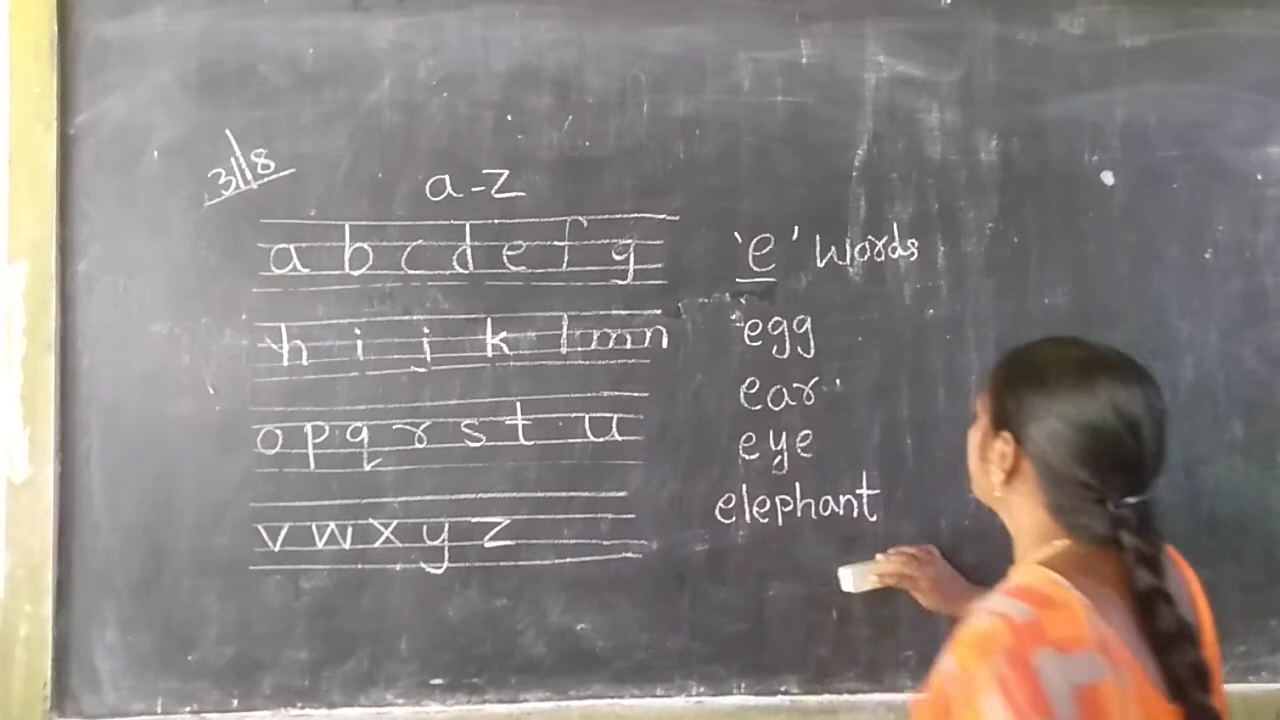 31/8
a-z
a b c d e f g
h i j k l m n
o p q r s t u
v w x y z
'e' words
egg
ear
eye
elephant